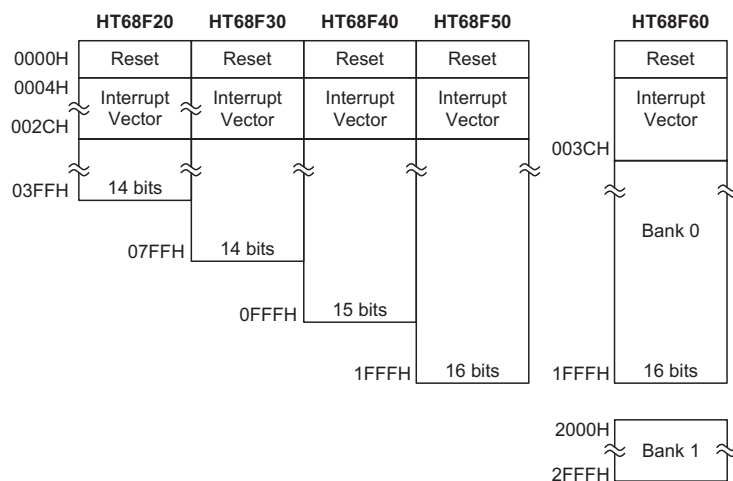 HT68F20 HT68F30 HT68F40 HT68F50 HT68F60
0000H Reset Reset Reset Reset Reset
0004H
Interrupt Interrupt Interrupt Interrupt Interrupt
Vector Vector Vector Vector Vector
002CH
003CH
03FFH 14 bits
Bank 0
07FFH 14 bits
0FFFH 15 bits
1FFFH 16 bits 1FFFH 16 bits
2000H
Bank 1
2FFFH